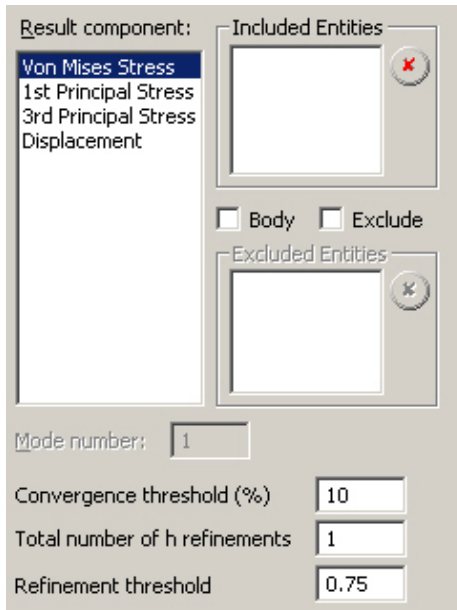 Result component:
Included Entities
Von Mises Stress
1st Principal Stress
3rd Principal Stress
Displacement
Body
Exclude
Excluded Entities
Mode number: 1
Convergence threshold (%) 10
Total number of h refinements 1
Refinement threshold 0.75